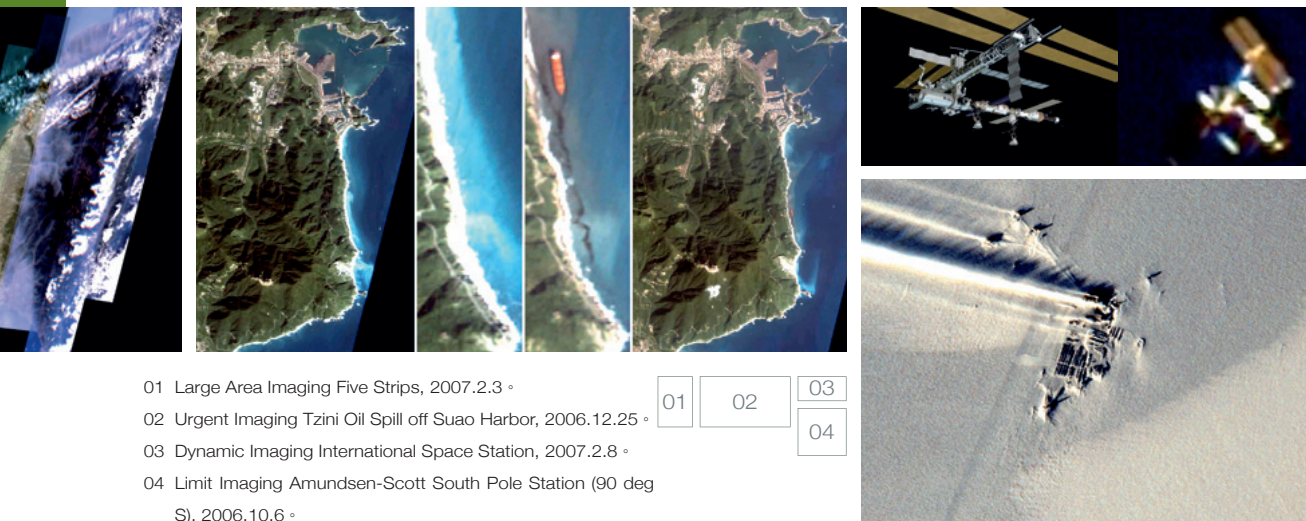 01 Large Area Imaging Five Strips, 2007.2.3。
02 Urgent Imaging Tzini Oil Spill off Suao Harbor, 2006.12.25。
03 Dynamic Imaging International Space Station, 2007.2.8。
04 Limit Imaging Amundsen-Scott South Pole Station (90 deg
S), 2006.10.6。
01
02
03
04